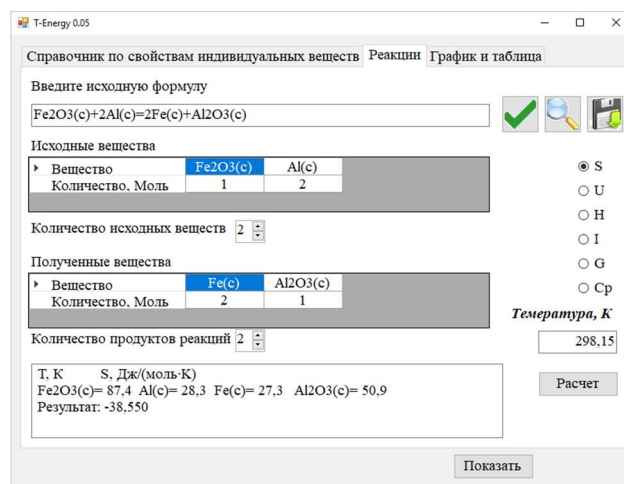 T-Energy 0.05
Справочник по свойствам индивидуальных веществ Реакции График и таблица
Введите исходную формулу
Fe2O3(c)+2Al(c)=2Fe(c)+Al2O3(c)
Исходные вещества
Вещество Fe2O3(c) Al(c)
Количество, Моль 1 2
Количество исходных веществ 2
Полученные вещества
Вещество Fe(c) Al2O3(c)
Количество, Моль 2 1
Количество продуктов реакций 2
S
U
H
I
G
Cp
Темература, К
298,15
Расчет
T, К S, Дж/(моль·К)
Fe2O3(c)= 87,4 Al(c)= 28,3 Fe(c)= 27,3 Al2O3(c)= 50,9
Результат: -38,550
Показать